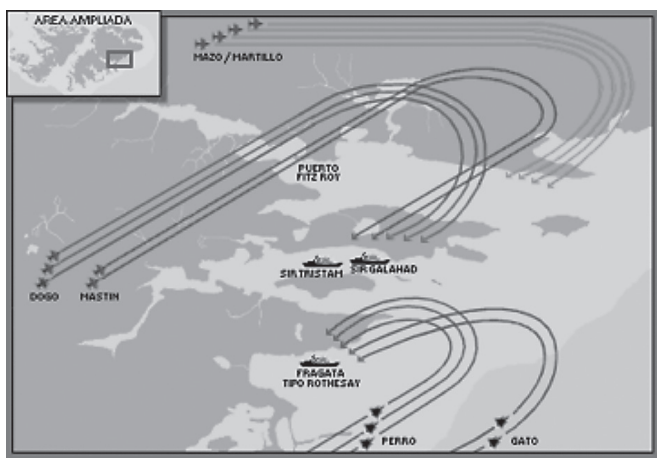 AREA AMPLIADA
MAZO / MARTILLO
PUERTO
FITZ ROY
SIR TRISTAM
SIR GALAHAD
DOGO
MASTIN
FRAGATA
TIPO ROTHESAY
PERRO
GATO